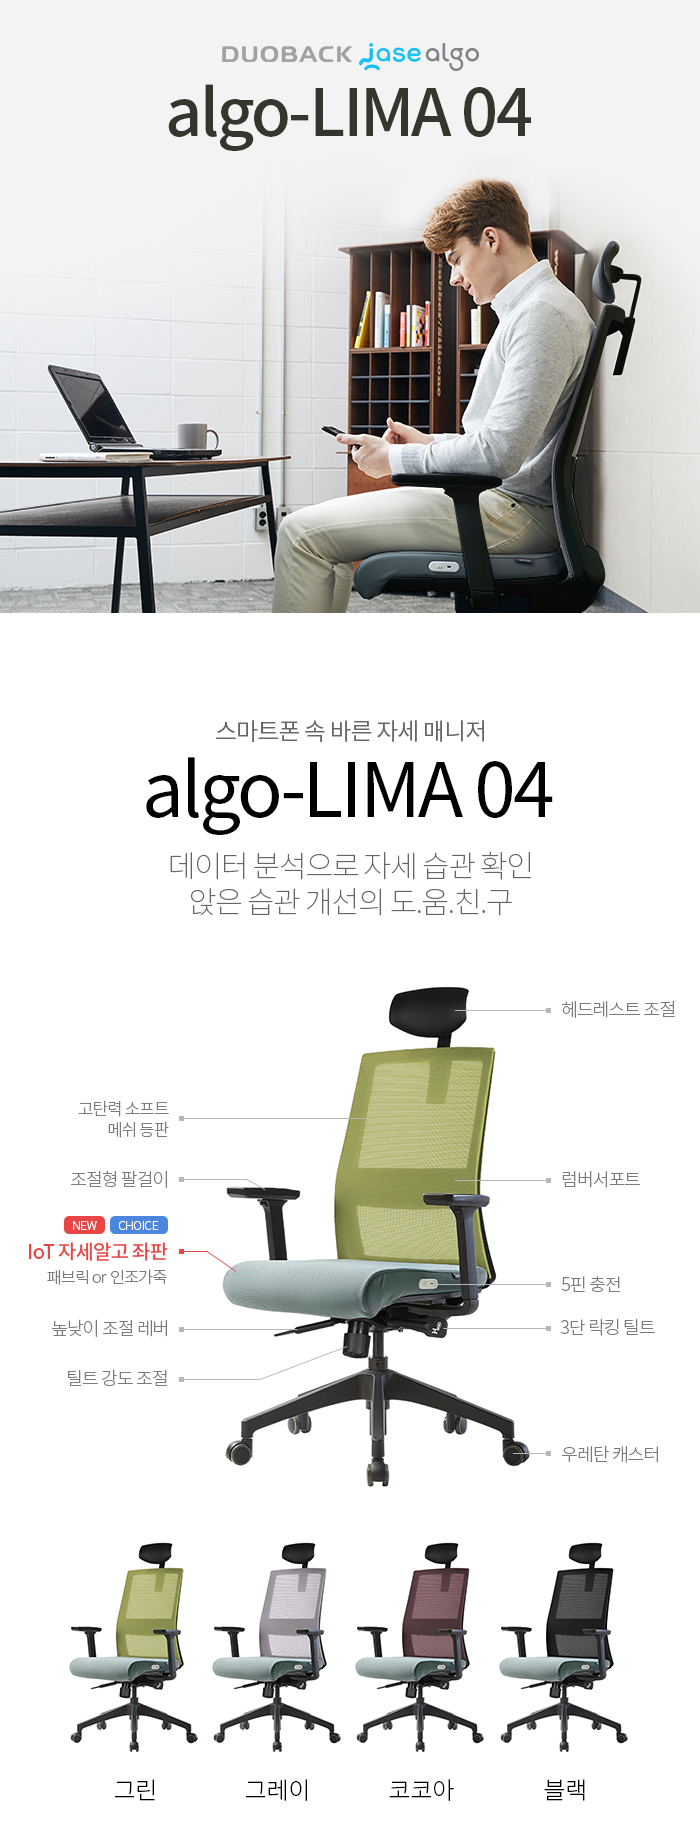 DUOBACK jase algo
algo-LIMA 04
스마트폰 속 바른 자세 매니저
algo-LIMA 04
데이터 분석으로 자세 습관 확인
앉은 습관 개선의 도.움.친.구
헤드레스트 조절
고탄력 소프트
메쉬 등판
조절형 팔걸이
럼버서포트
NEW CHOICE
IoT 자세알고 좌판
패브릭 or 인조가죽
5핀 충전
높낮이 조절 레버
3단 락킹 틸트
틸트 강도 조절
우레탄 캐스터
그린
그레이
코코아
블랙